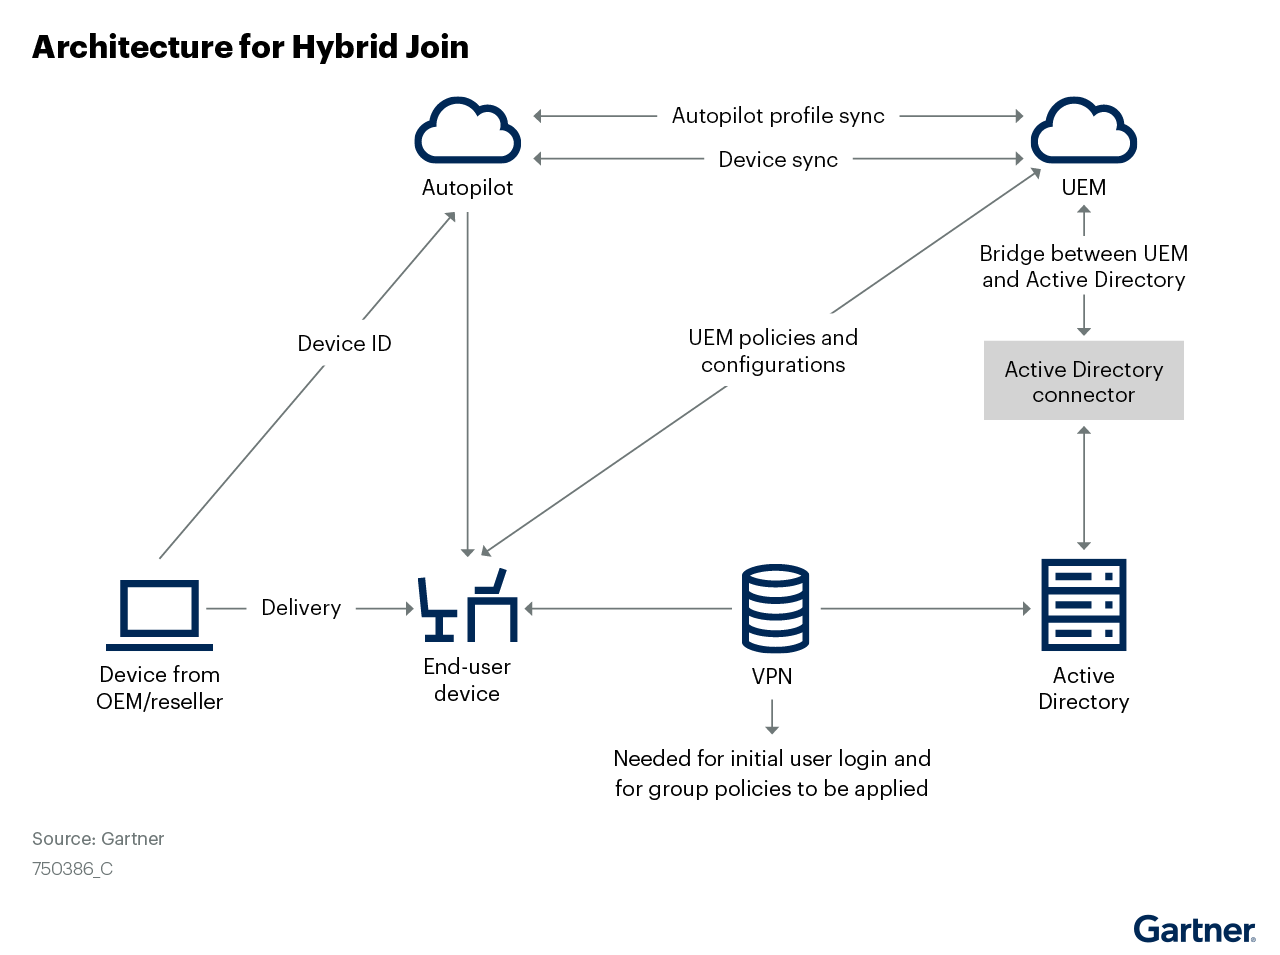 Architecture for Hybrid Join
Autopilot profile sync
Device sync
Autopilot
UEM
Bridge between UEM
and Active Directory
Device ID
UEM policies and
configurations
Active Directory
connector
Delivery
Device from
OEM/reseller
End-user
device
VPN
Active
Directory
Needed for initial user login and
for group policies to be applied
Source: Gartner
750386_C
Gartner®